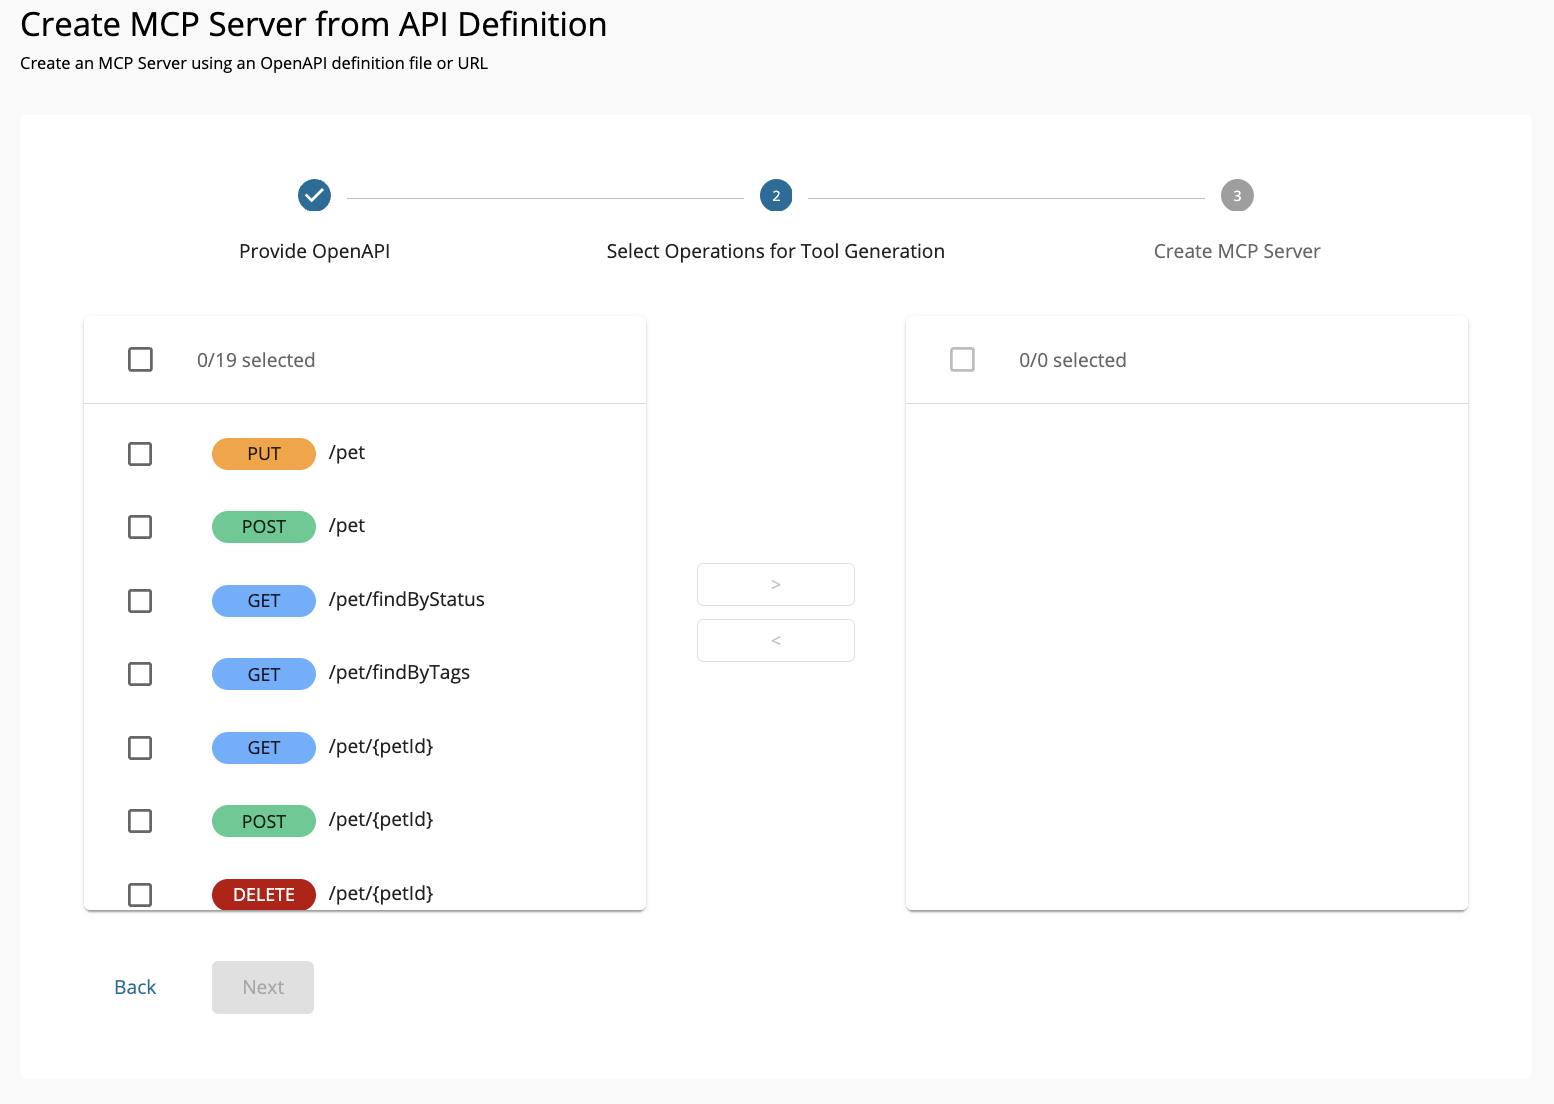 Create MCP Server from API Definition
Create an MCP Server using an OpenAPI definition file or URL
2
3
Provide OpenAPI
Select Operations for Tool Generation
Create MCP Server
0/19 selected
0/0 selected
PUT /pet
POST /pet
GET /pet/findByStatus
GET /pet/findByTags
GET /pet/{petId}
POST /pet/{petId}
DELETE /pet/{petId}
>
<
Back
Next